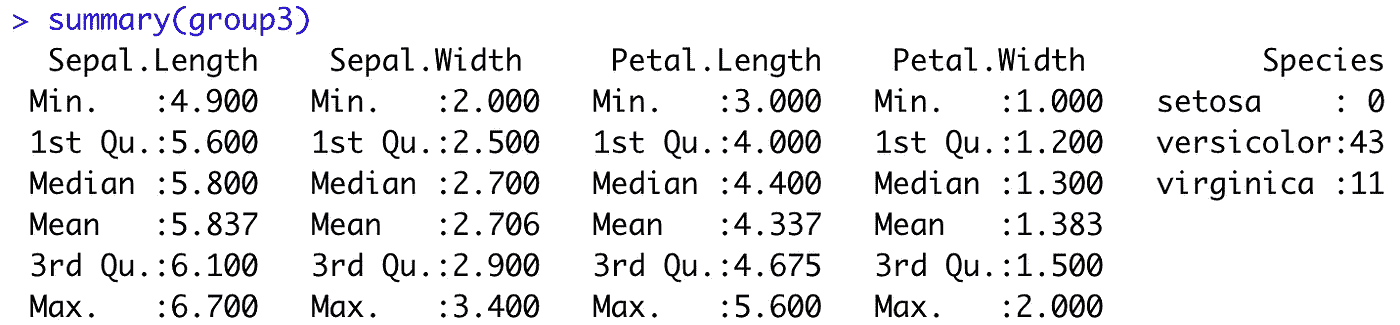 > summary(group3)
  Sepal.Length    Sepal.Width     Petal.Length    Petal.Width          Species
 Min.   :4.900   Min.   :2.000   Min.   :3.000   Min.   :1.000   setosa    : 0
 1st Qu.:5.600   1st Qu.:2.500   1st Qu.:4.000   1st Qu.:1.200   versicolor:43
 Median :5.800   Median :2.700   Median :4.400   Median :1.300   virginica :11
 Mean   :5.837   Mean   :2.706   Mean   :4.337   Mean   :1.383
 3rd Qu.:6.100   3rd Qu.:2.900   3rd Qu.:4.675   3rd Qu.:1.500
 Max.   :6.700   Max.   :3.400   Max.   :5.600   Max.   :2.000